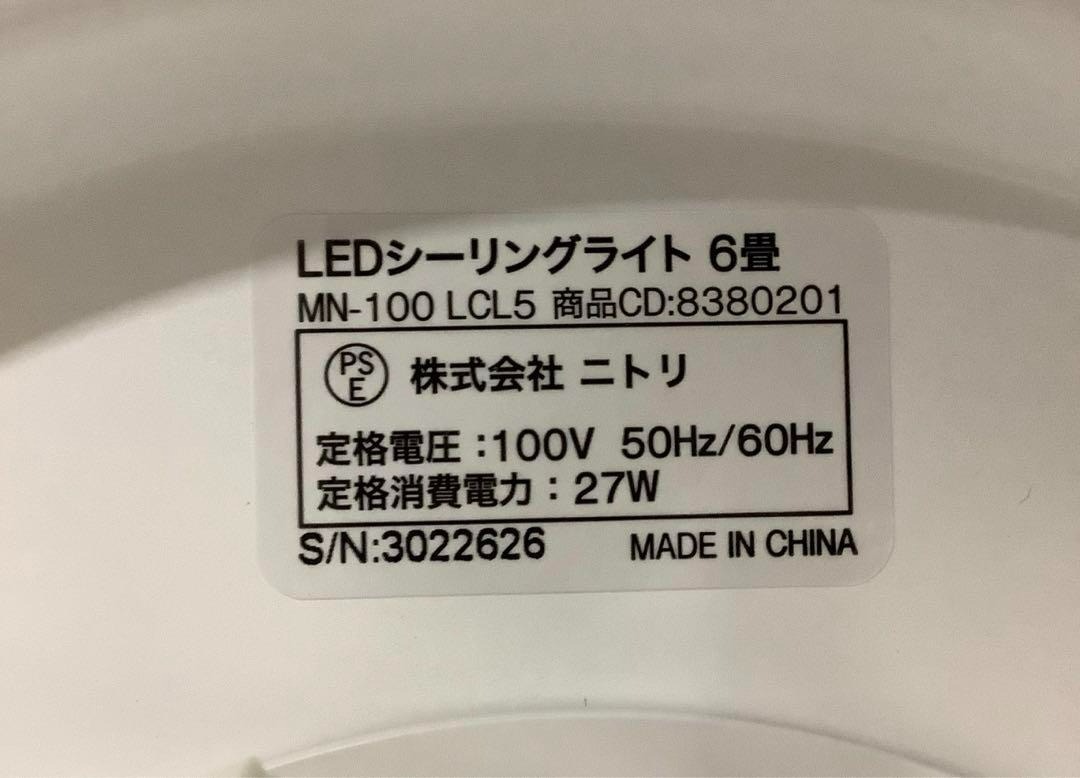 LEDシーリングライト 6畳
MN-100 LCL5 商品CD:8380201
PSE 株式会社 ニトリ
定格電圧:100V 50Hz/60Hz
定格消費電力:27W
S/N:3022626 MADE IN CHINA